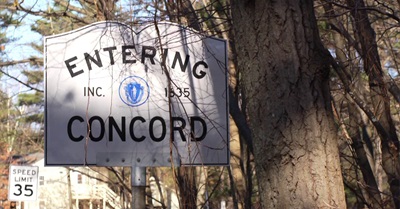 ENTERING
INC. 1635
CONCORD
SPEED
LIMIT
35